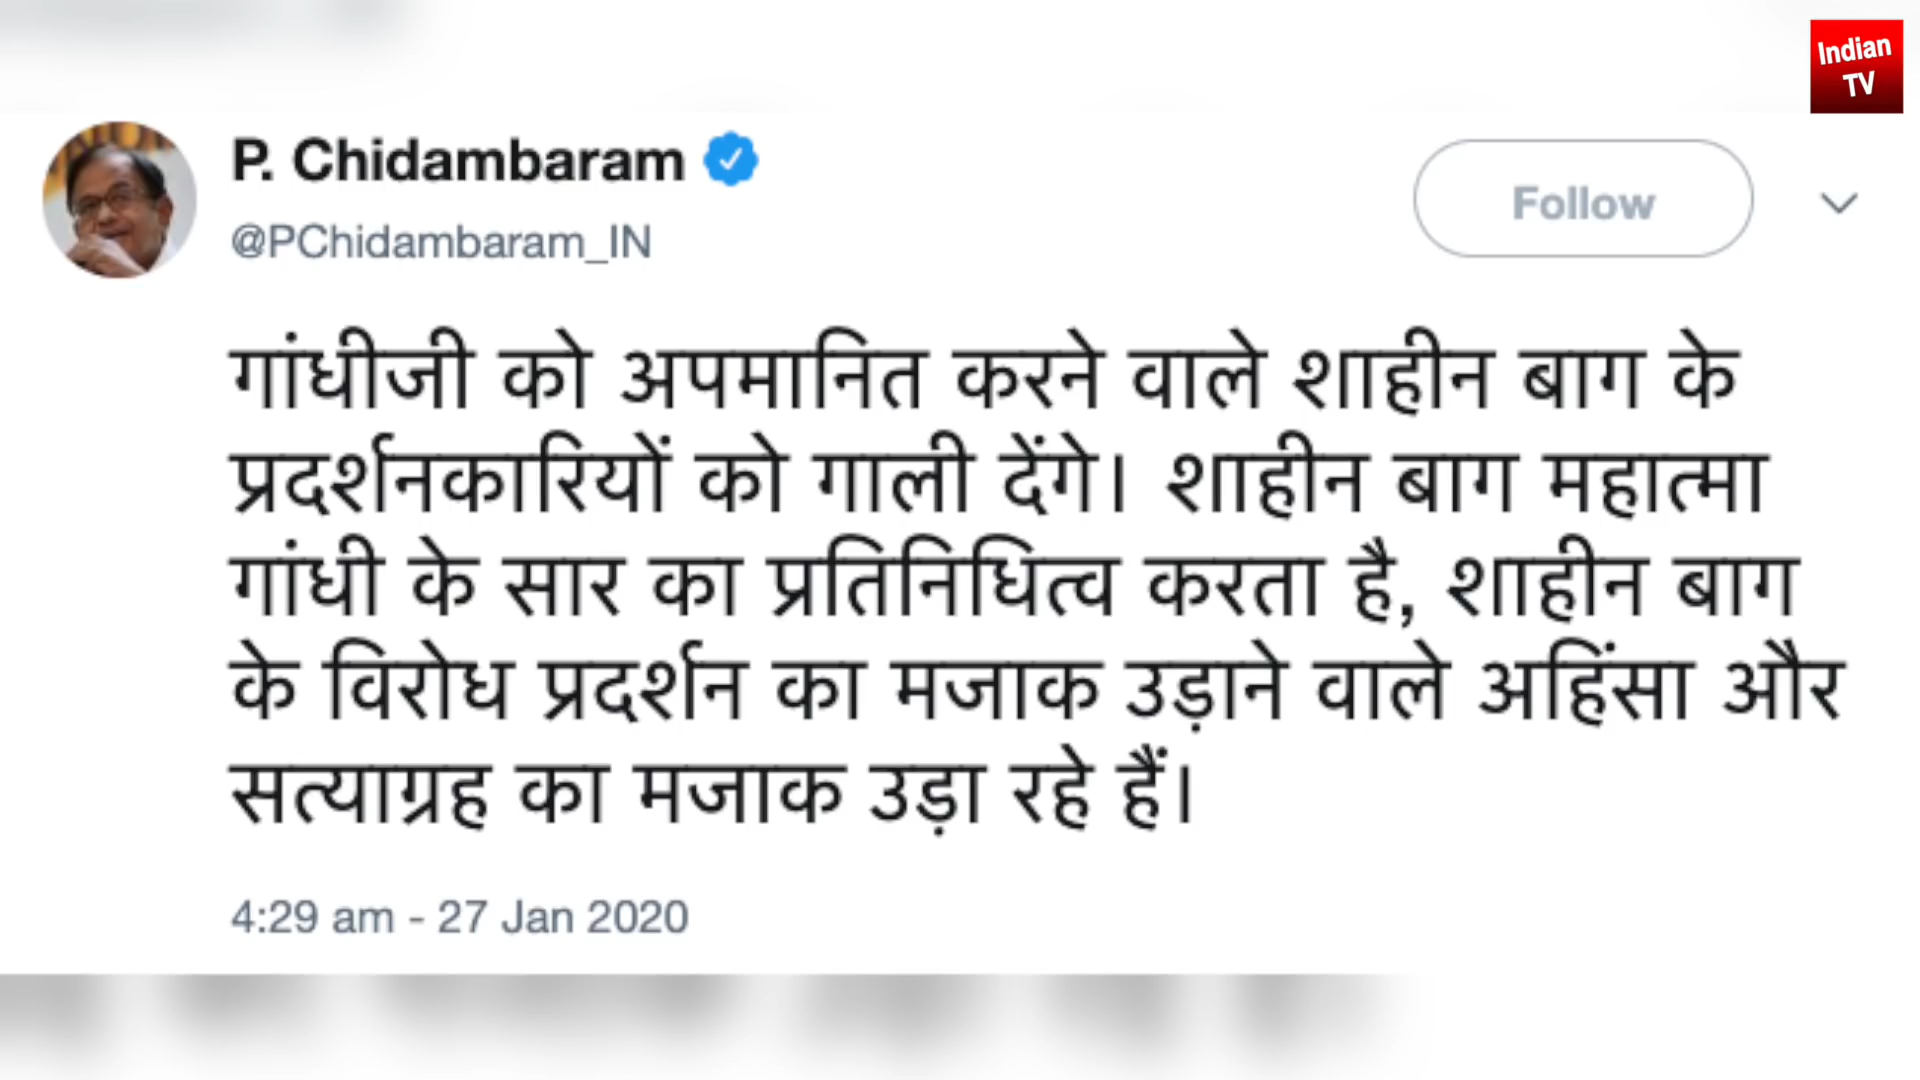 Indian
TV
P. Chidambaram
@PChidambaram_IN
Follow
गांधीजी को अपमानित करने वाले शाहीन बाग के
प्रदर्शनकारियों को गाली देंगे। शाहीन बाग महात्मा
गांधी के सार का प्रतिनिधित्व करता है, शाहीन बाग
के विरोध प्रदर्शन का मजाक उड़ाने वाले अहिंसा और
सत्याग्रह का मजाक उड़ा रहे हैं।
4:29 am - 27 Jan 2020